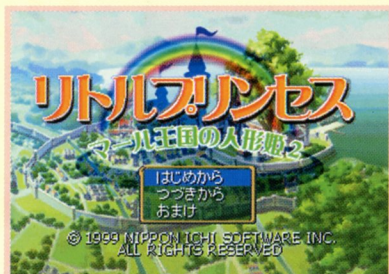 リトルプリンセス
マール王国の人形姫2
はじめから
つづきから
おまけ
© 1999 NIPPON ICHI SOFTWARE INC.
ALL RIGHTS RESERVED